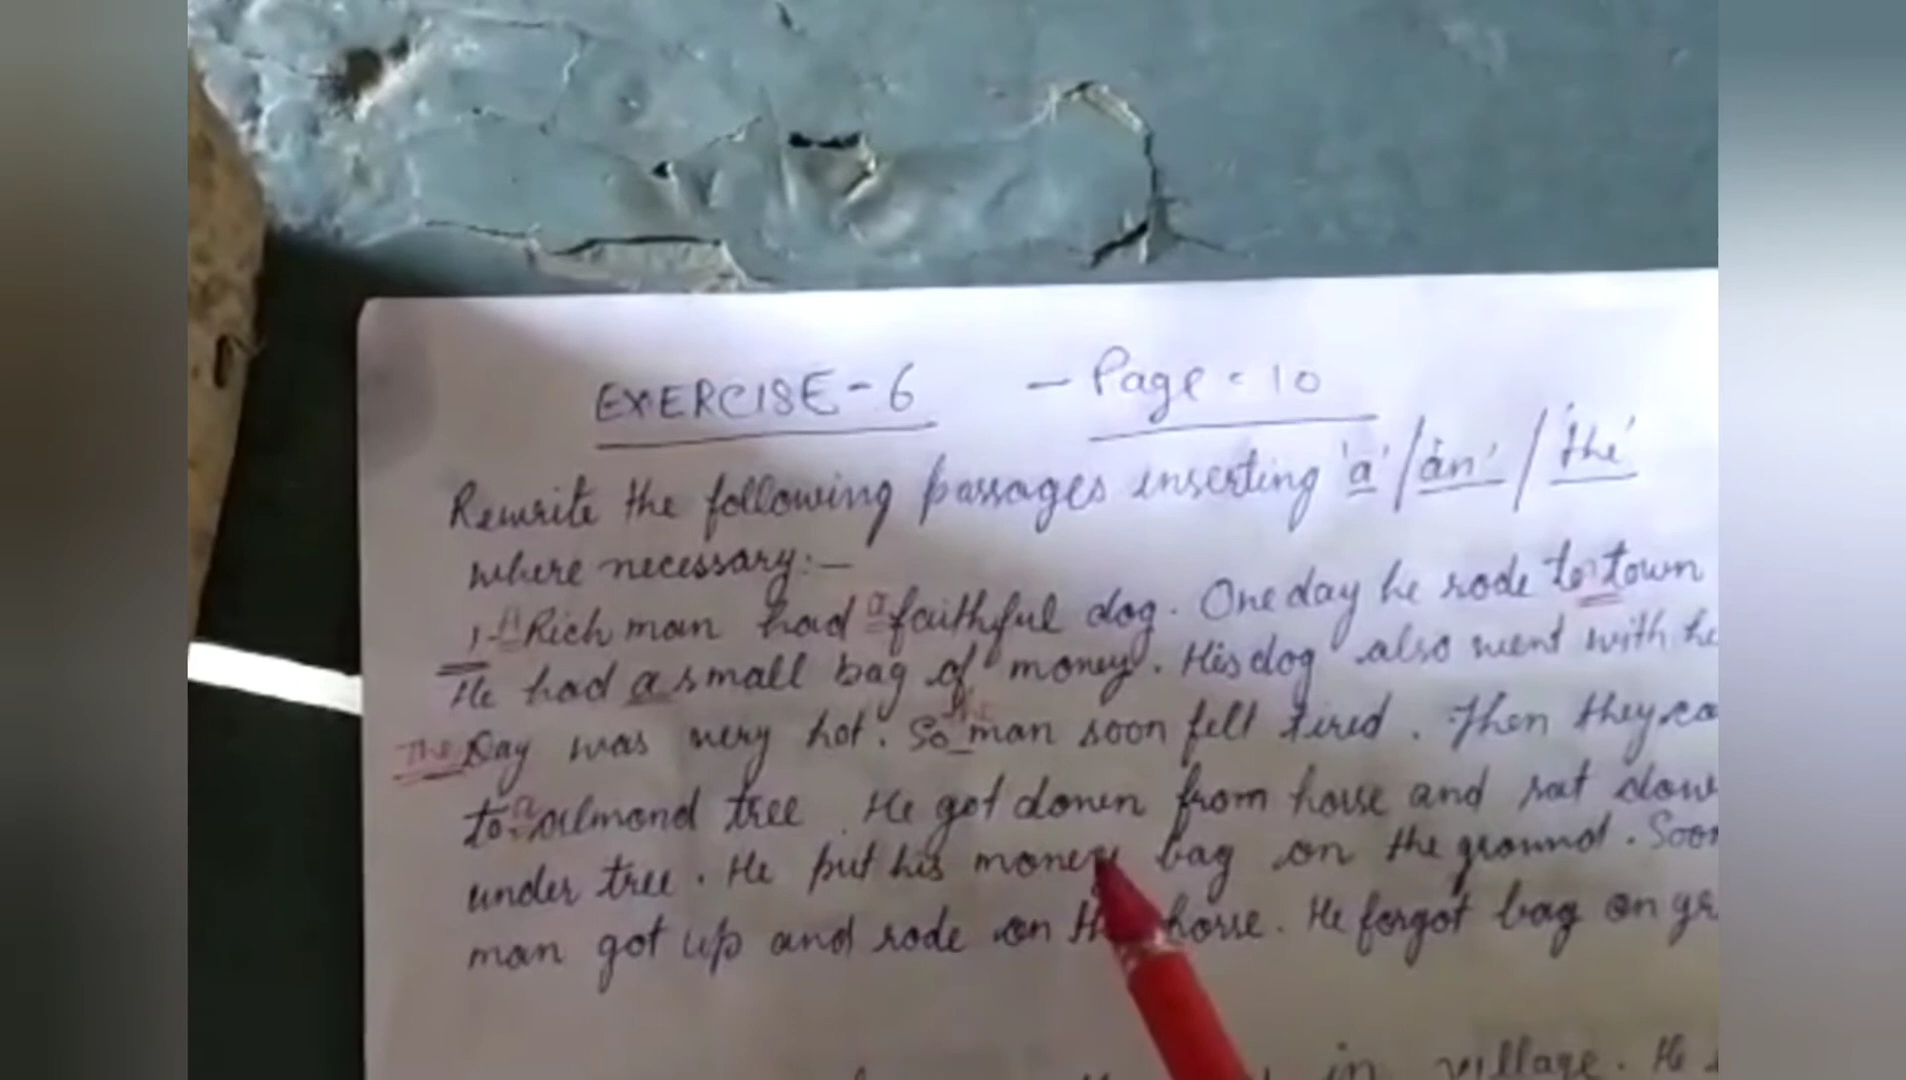 EXERCISE-6 - Page = 10
Rewrite the following passages inserting 'a'/'an'/'the'
where necessary:-
1. A Rich man had a faithful dog. One day he rode to town
He had a small bag of money. His dog also went with
The Day was very hot. So the man soon felt tired. Then they
to a almond tree He got down from horse and sat down
under tree. He put his money bag on the ground. Soon
man got up and rode on horse. He forgot bag on
in village. He